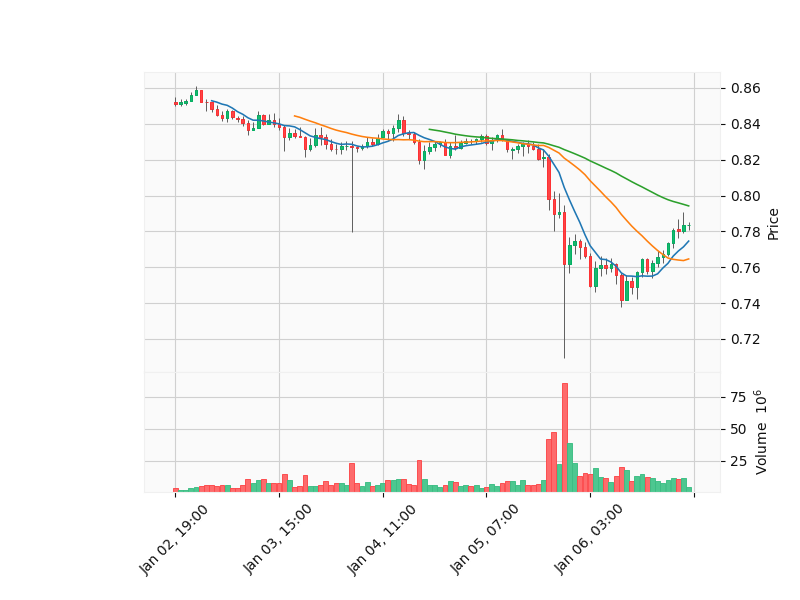 0.86
0.84
0.82
0.80
0.78
0.76
0.74
0.72
Price
75
50
25
Volume 10⁶
Jan 02, 19:00
Jan 03, 15:00
Jan 04, 11:00
Jan 05, 07:00
Jan 06, 03:00